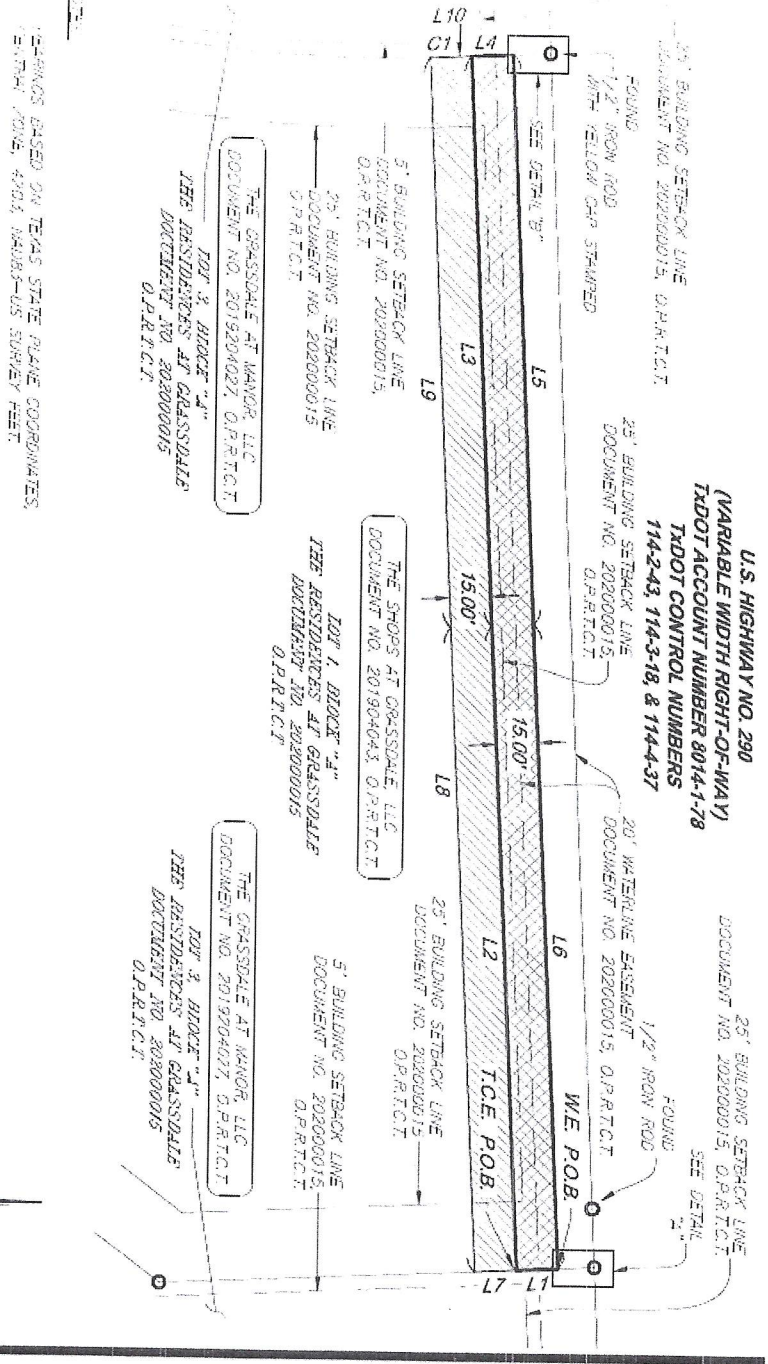 U.S. HIGHWAY NO. 290
(VARIABLE WIDTH RIGHT-OF-WAY)
TxDOT ACCOUNT NUMBER 8014-1-78
TxDOT CONTROL NUMBERS
114-2-43, 114-3-18, & 114-4-37
25' BUILDING SETBACK LINE
DOCUMENT NO. 202000015, O.P.R.T.C.T.
FOUND
1/2" IRON ROD
WITH YELLOW CAP STAMPED
SEE DETAIL "B"
25' BUILDING SETBACK LINE
DOCUMENT NO. 202000015,
O.P.R.T.C.T.
20' WATERLINE EASEMENT
DOCUMENT NO. 202000015, O.P.R.T.C.T.
25' BUILDING SETBACK LINE
DOCUMENT NO. 202000015, O.P.R.T.C.T.
FOUND
1/2" IRON ROD
SEE DETAIL
W.E. P.O.B.
T.C.E. P.O.B.
L10
C1
L4
L5
L3
L9
15.00'
15.00'
L6
L2
L8
L7
L1
5' BUILDING SETBACK LINE
DOCUMENT NO. 202000015,
O.P.R.T.C.T.
25' BUILDING SETBACK LINE
DOCUMENT NO. 202000015
O.P.R.T.C.T.
THE GRASSDALE AT MANOR, LLC
DOCUMENT NO. 2019204027, O.P.R.T.C.T.
LOT 3, BLOCK "A"
THE RESIDENCES AT GRASSDALE
DOCUMENT NO. 202000015
O.P.R.T.C.T.
THE SHOPS AT GRASSDALE, LLC
DOCUMENT NO. 201904043, O.P.R.T.C.T.
LOT 1, BLOCK "A"
THE RESIDENCES AT GRASSDALE
DOCUMENT NO. 202000015
O.P.R.T.C.T.
25' BUILDING SETBACK LINE
DOCUMENT NO. 202000015
O.P.R.T.C.T.
5' BUILDING SETBACK LINE
DOCUMENT NO. 202000015,
O.P.R.T.C.T.
THE GRASSDALE AT MANOR, LLC
DOCUMENT NO. 2019204027, O.P.R.T.C.T.
LOT 3, BLOCK "A"
THE RESIDENCES AT GRASSDALE
DOCUMENT NO. 202000015
O.P.R.T.C.T.
BEARINGS BASED ON TEXAS STATE PLANE COORDINATES,
CENTRAL ZONE, 4203, NAD83-US SURVEY FEET.